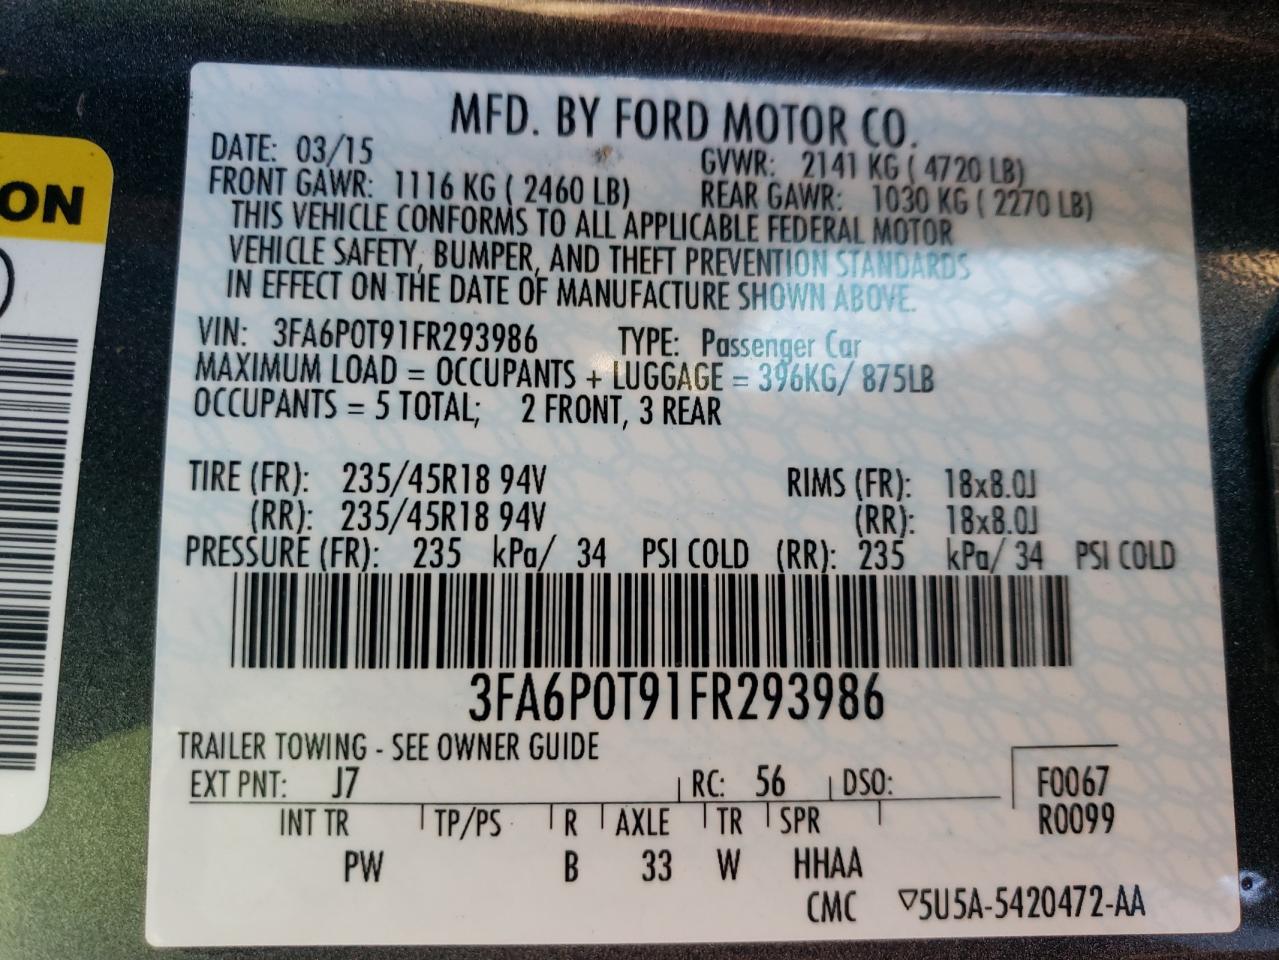 ON
MFD. BY FORD MOTOR CO.
DATE: 03/15 GVWR: 2141 KG ( 4720 LB)
FRONT GAWR: 1116 KG ( 2460 LB) REAR GAWR: 1030 KG ( 2270 LB)
THIS VEHICLE CONFORMS TO ALL APPLICABLE FEDERAL MOTOR
VEHICLE SAFETY, BUMPER, AND THEFT PREVENTION STANDARDS
IN EFFECT ON THE DATE OF MANUFACTURE SHOWN ABOVE.
VIN: 3FA6P0T91FR293986 TYPE: Passenger Car
MAXIMUM LOAD = OCCUPANTS + LUGGAGE = 396KG/ 875LB
OCCUPANTS = 5 TOTAL; 2 FRONT, 3 REAR
TIRE (FR): 235/45R18 94V RIMS (FR): 18x8.0J
(RR): 235/45R18 94V (RR): 18x8.0J
PRESSURE (FR): 235 kPa/ 34 PSI COLD (RR): 235 kPa/ 34 PSI COLD
3FA6P0T91FR293986
TRAILER TOWING - SEE OWNER GUIDE
EXT PNT: J7 RC: 56 DSO: F0067
INT TR TP/PS R AXLE TR SPR R0099
PW B 33 W HHAA
CMC ▽5U5A-5420472-AA